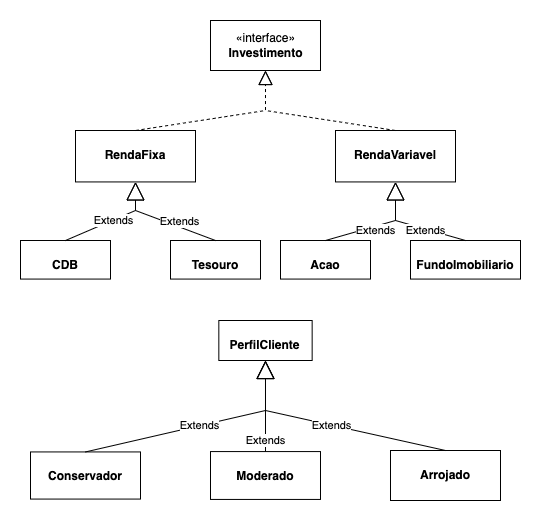 «interface»
Investimento
RendaFixa
RendaVariavel
Extends
Extends
Extends
Extends
CDB
Tesouro
Acao
FundoImobiliario
PerfilCliente
Extends
Extends
Extends
Conservador
Moderado
Arrojado